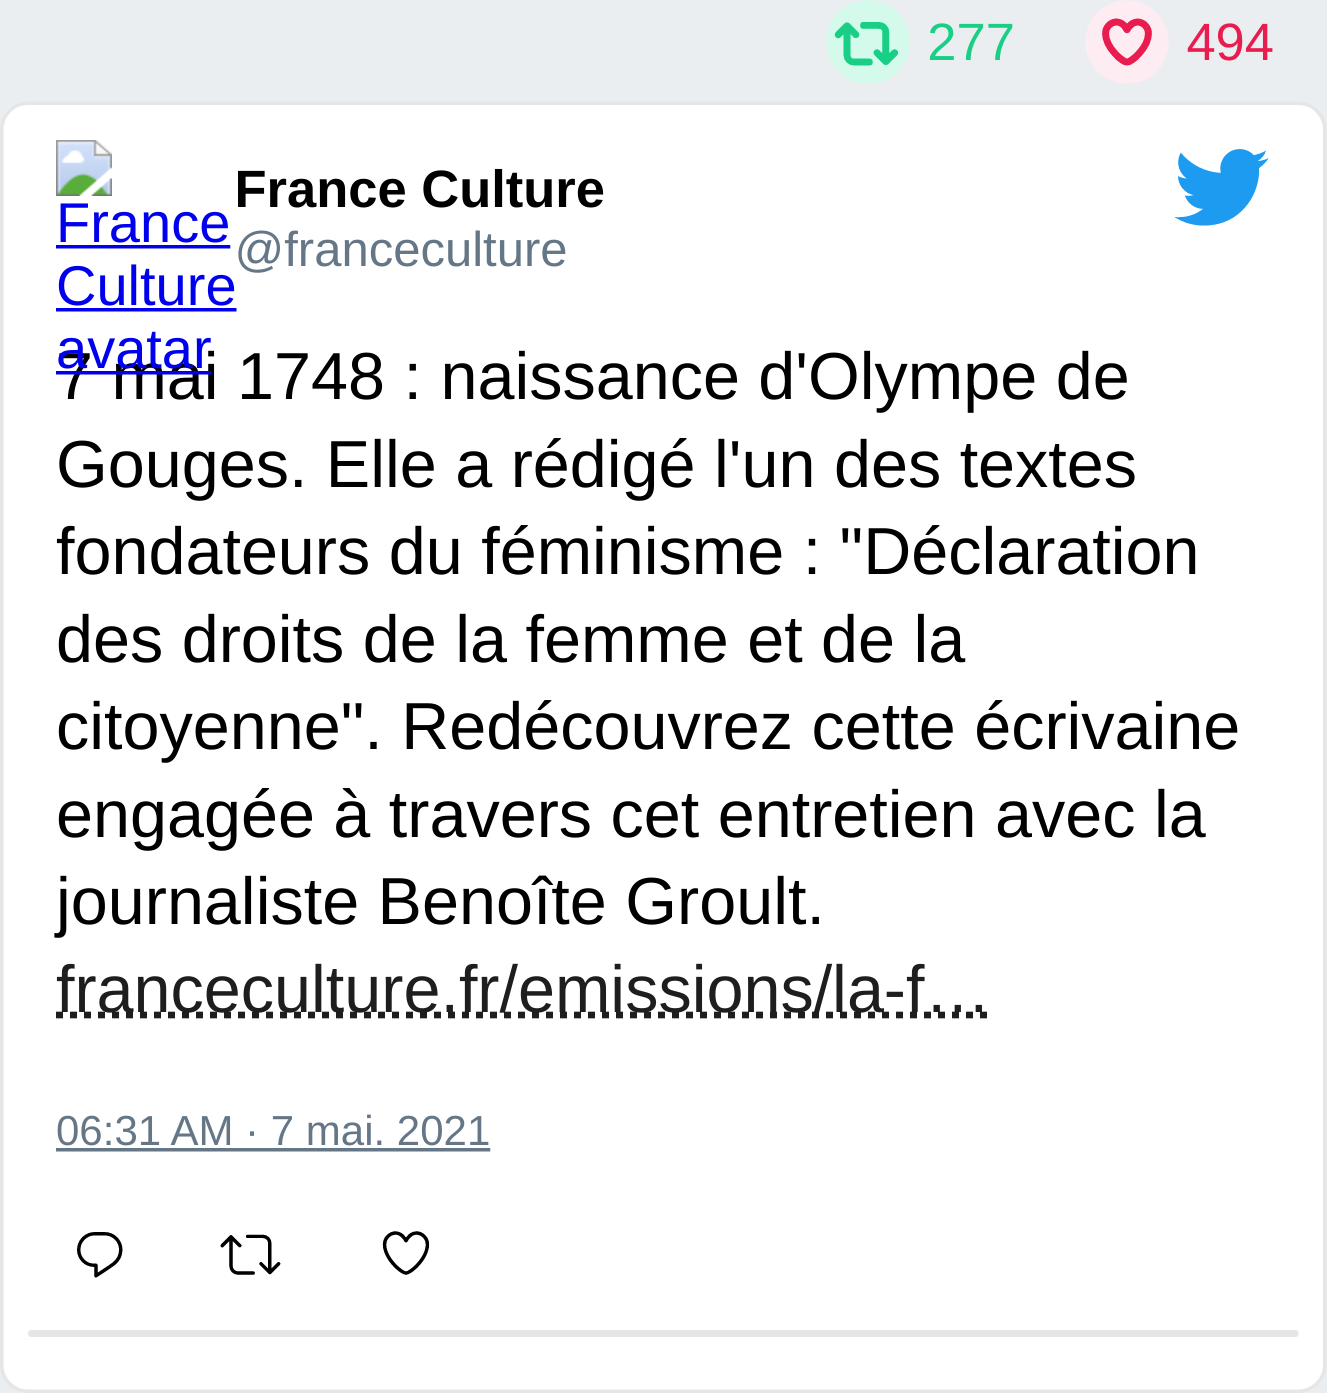 277 494
France Culture
@franceculture
France
Culture
avatar
7 mai 1748 : naissance d'Olympe de
Gouges. Elle a rédigé l'un des textes
fondateurs du féminisme : "Déclaration
des droits de la femme et de la
citoyenne". Redécouvrez cette écrivaine
engagée à travers cet entretien avec la
journaliste Benoîte Groult.
franceculture.fr/emissions/la-f…
06:31 AM · 7 mai. 2021